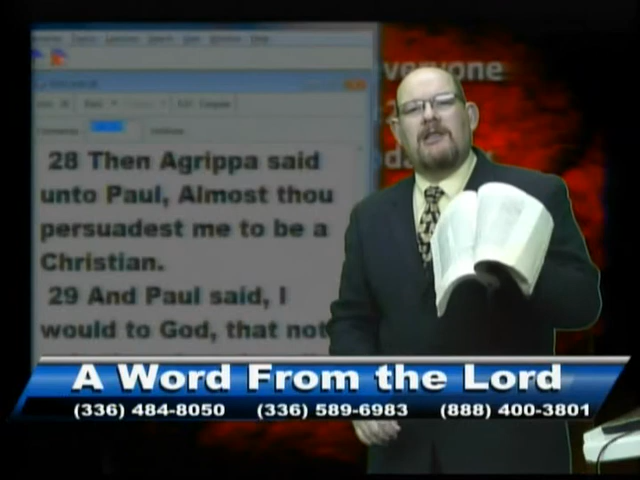 veryone
28 Then Agrippa said
unto Paul, Almost thou
persuadest me to be a
Christian.
29 And Paul said, I
would to God, that not
A Word From the Lord
(336) 484-8050 (336) 589-6983 (888) 400-3801